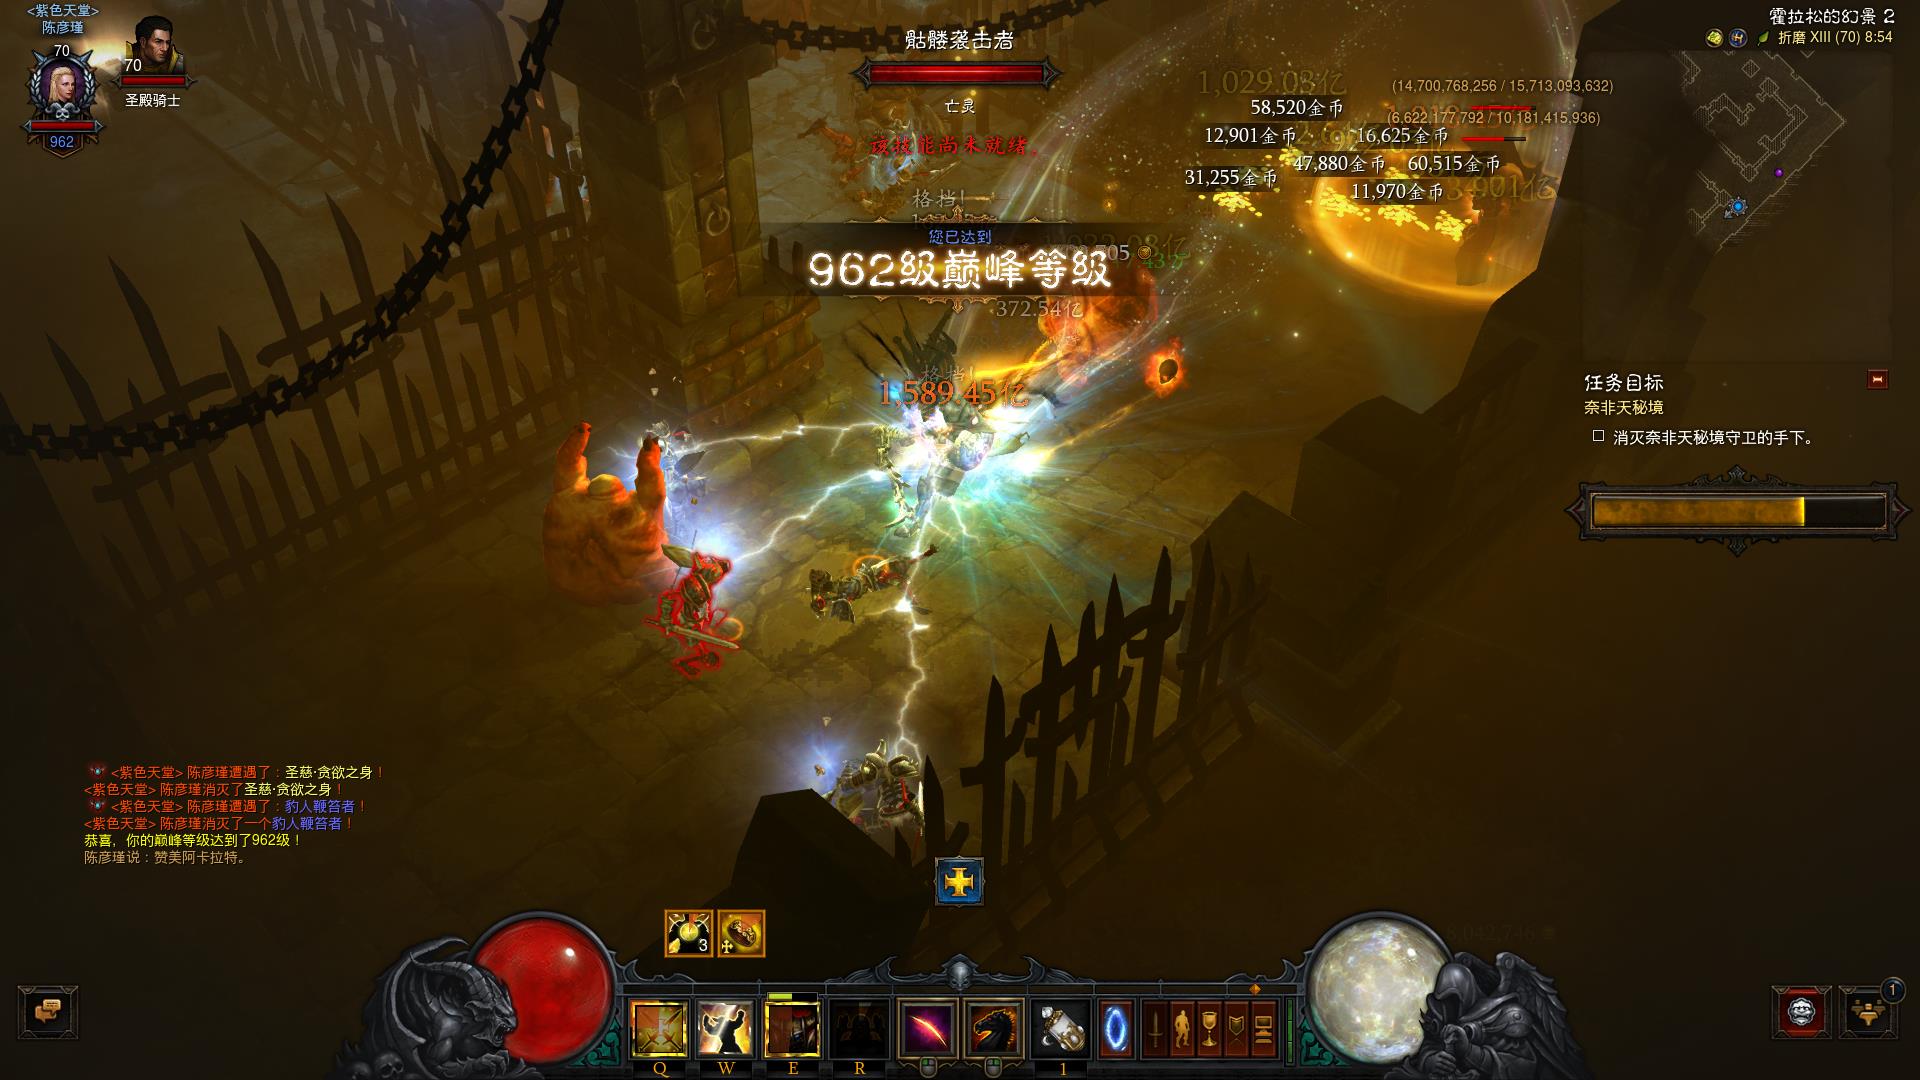 <紫色天堂>
陈彦瑾
70
962
70
圣殿骑士
骷髅袭击者
亡灵
该技能尚未就绪。
霍拉松的幻景 2
折磨 XIII (70) 8:54
1,029.03亿
(14,700,768,256 / 15,713,093,632)
58,520金币
(6,622,177,792 / 10,181,415,936)
12,901金币
16,625金币
47,880金币
60,515金币
31,255金币
11,970金币
格挡!
您已达到
962级巅峰等级
372.54亿
格挡!
1,589.45亿
任务目标
奈非天秘境
消灭奈非天秘境守卫的手下。
<紫色天堂> 陈彦瑾遭遇了：圣慈·贪欲之身！
<紫色天堂> 陈彦瑾消灭了圣慈·贪欲之身！
<紫色天堂> 陈彦瑾遭遇了：豹人鞭笞者！
<紫色天堂> 陈彦瑾消灭了一个豹人鞭笞者！
恭喜，你的巅峰等级达到了962级！
陈彦瑾说：赞美阿卡拉特。
3
8,042,746
Q
W
E
R
1
1